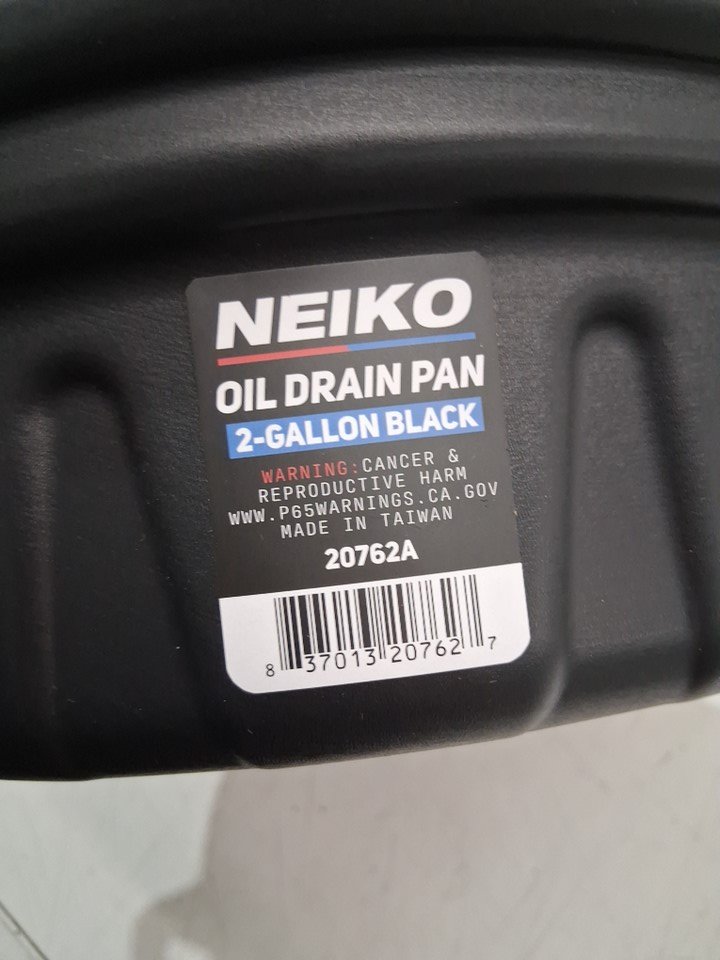 NEIKO
OIL DRAIN PAN
2-GALLON BLACK
WARNING:CANCER &
REPRODUCTIVE HARM
WWW.P65WARNINGS.CA.GOV
MADE IN TAIWAN
20762A
8 37013 20762 7